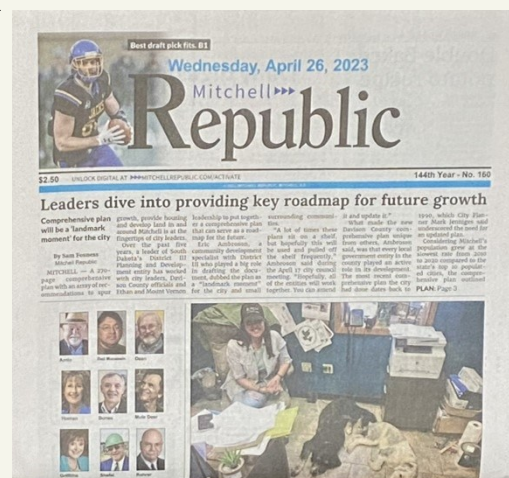 Best draft pick fits. B1
Wednesday, April 26, 2023
Mitchell
Republic
$2.50
UNLOCK DIGITAL AT MITCHELLREPUBLIC.COM/ACTIVATE
144th Year - No. 160
Leaders dive into providing key roadmap for future growth
Comprehensive plan
will be a 'landmark
moment' for the city
By Sam Fosness
Mitchell Republic
MITCHELL — A 270-
page comprehensive
plan with an array of rec-
ommendations to spur
growth, provide housing
and develop land in and
around Mitchell is at the
fingertips of city leaders.
Over the past five
years, a leader of South
Dakota's District III
Planning and Develop-
ment entity has worked
with city leaders, Davi-
son County officials and
Ethan and Mount Vernon
leadership to put togeth-
er a comprehensive plan
that can serve as a road-
map for the future.
Eric Ambroson, a
community development
specialist with District
III who played a big role
in drafting the docu-
ment, dubbed the plan as
a "landmark moment"
for the city and small
surrounding communi-
ties.
"A lot of times these
plans sit on a shelf,
but hopefully this will
be used and pulled off
the shelf frequently,"
Ambroson said during
the April 17 city council
meeting. "Hopefully, all
of the entities will work
together. You can amend
it and update it."
What made the new
Davison County com-
prehensive plan unique
from others, Ambroson
said, was that every local
government entity in the
county played an active
role in its development.
The most recent com-
prehensive plan the city
had done dates back to
1990, which City Plan-
ner Mark Jenniges said
underscored the need for
an updated plan.
Considering Mitchell's
population grew at the
slowest rate from 2010
to 2020 compared to the
state's top 10 populat-
ed cities, the compre-
hensive plan outlined
PLAN: Page 3